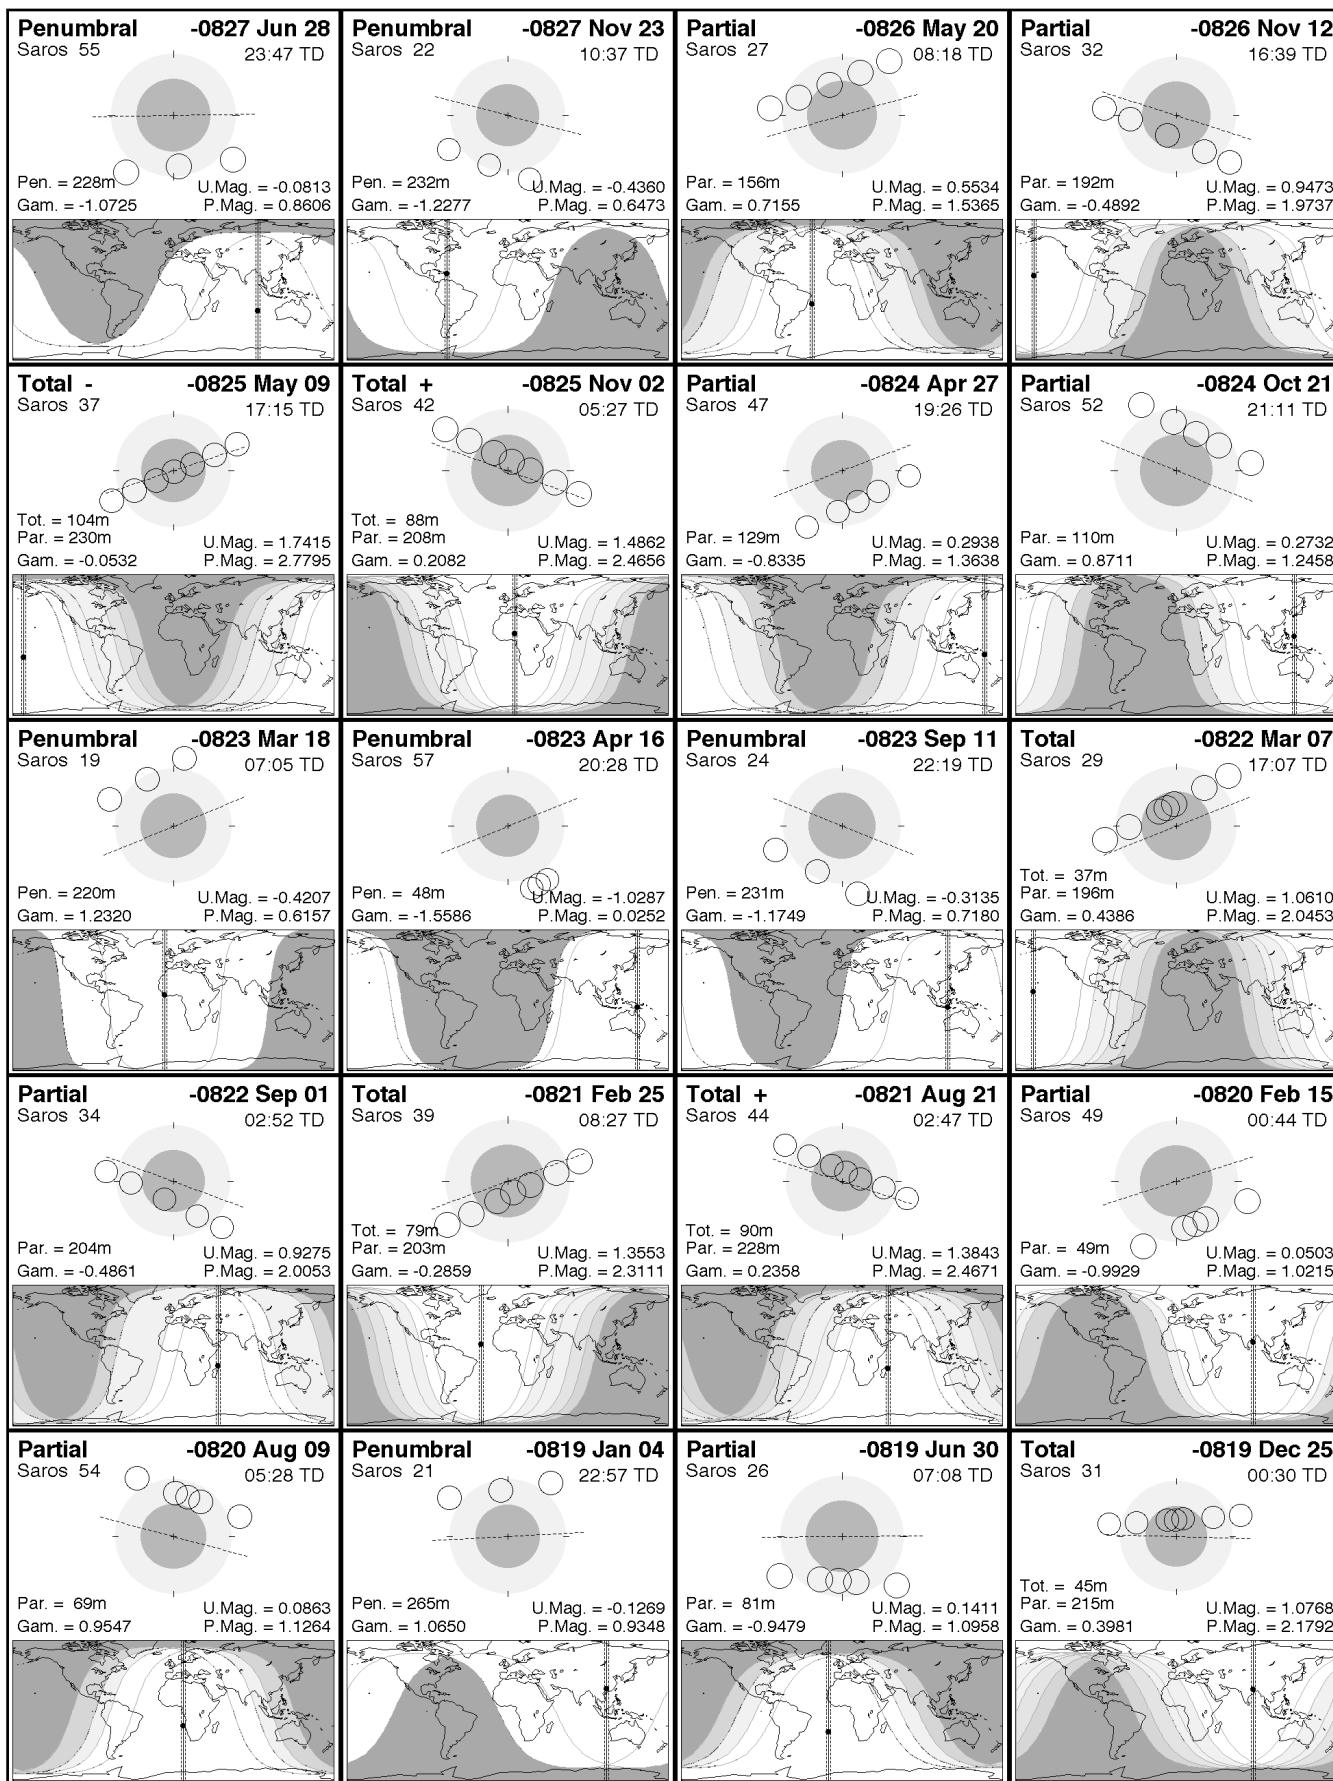 Penumbral -0827 Jun 28
Saros 55 23:47 TD
Pen. = 228m U.Mag. = -0.0813
Gam. = -1.0725 P.Mag. = 0.8606
Penumbral -0827 Nov 23
Saros 22 10:37 TD
Pen. = 232m U.Mag. = -0.4360
Gam. = -1.2277 P.Mag. = 0.6473
Partial -0826 May 20
Saros 27 08:18 TD
Par. = 156m U.Mag. = 0.5534
Gam. = 0.7155 P.Mag. = 1.5365
Partial -0826 Nov 12
Saros 32 16:39 TD
Par. = 192m U.Mag. = 0.9473
Gam. = -0.4892 P.Mag. = 1.9737
Total - -0825 May 09
Saros 37 17:15 TD
Tot. = 104m
Par. = 230m U.Mag. = 1.7415
Gam. = -0.0532 P.Mag. = 2.7795
Total + -0825 Nov 02
Saros 42 05:27 TD
Tot. = 88m
Par. = 208m U.Mag. = 1.4862
Gam. = 0.2082 P.Mag. = 2.4656
Partial -0824 Apr 27
Saros 47 19:26 TD
Par. = 129m U.Mag. = 0.2938
Gam. = -0.8335 P.Mag. = 1.3638
Partial -0824 Oct 21
Saros 52 21:11 TD
Par. = 110m U.Mag. = 0.2732
Gam. = 0.8711 P.Mag. = 1.2458
Penumbral -0823 Mar 18
Saros 19 07:05 TD
Pen. = 220m U.Mag. = -0.4207
Gam. = 1.2320 P.Mag. = 0.6157
Penumbral -0823 Apr 16
Saros 57 20:28 TD
Pen. = 48m U.Mag. = -1.0287
Gam. = -1.5586 P.Mag. = 0.0252
Penumbral -0823 Sep 11
Saros 24 22:19 TD
Pen. = 231m U.Mag. = -0.3135
Gam. = -1.1749 P.Mag. = 0.7180
Total -0822 Mar 07
Saros 29 17:07 TD
Tot. = 37m
Par. = 196m U.Mag. = 1.0610
Gam. = 0.4386 P.Mag. = 2.0453
Partial -0822 Sep 01
Saros 34 02:52 TD
Par. = 204m U.Mag. = 0.9275
Gam. = -0.4861 P.Mag. = 2.0053
Total -0821 Feb 25
Saros 39 08:27 TD
Tot. = 79m
Par. = 203m U.Mag. = 1.3553
Gam. = -0.2859 P.Mag. = 2.3111
Total + -0821 Aug 21
Saros 44 02:47 TD
Tot. = 90m
Par. = 228m U.Mag. = 1.3843
Gam. = 0.2358 P.Mag. = 2.4671
Partial -0820 Feb 15
Saros 49 00:44 TD
Par. = 49m U.Mag. = 0.0503
Gam. = -0.9929 P.Mag. = 1.0215
Partial -0820 Aug 09
Saros 54 05:28 TD
Par. = 69m U.Mag. = 0.0863
Gam. = 0.9547 P.Mag. = 1.1264
Penumbral -0819 Jan 04
Saros 21 22:57 TD
Pen. = 265m U.Mag. = -0.1269
Gam. = 1.0650 P.Mag. = 0.9348
Partial -0819 Jun 30
Saros 26 07:08 TD
Par. = 81m U.Mag. = 0.1411
Gam. = -0.9479 P.Mag. = 1.0958
Total -0819 Dec 25
Saros 31 00:30 TD
Tot. = 45m
Par. = 215m U.Mag. = 1.0768
Gam. = 0.3981 P.Mag. = 2.1792